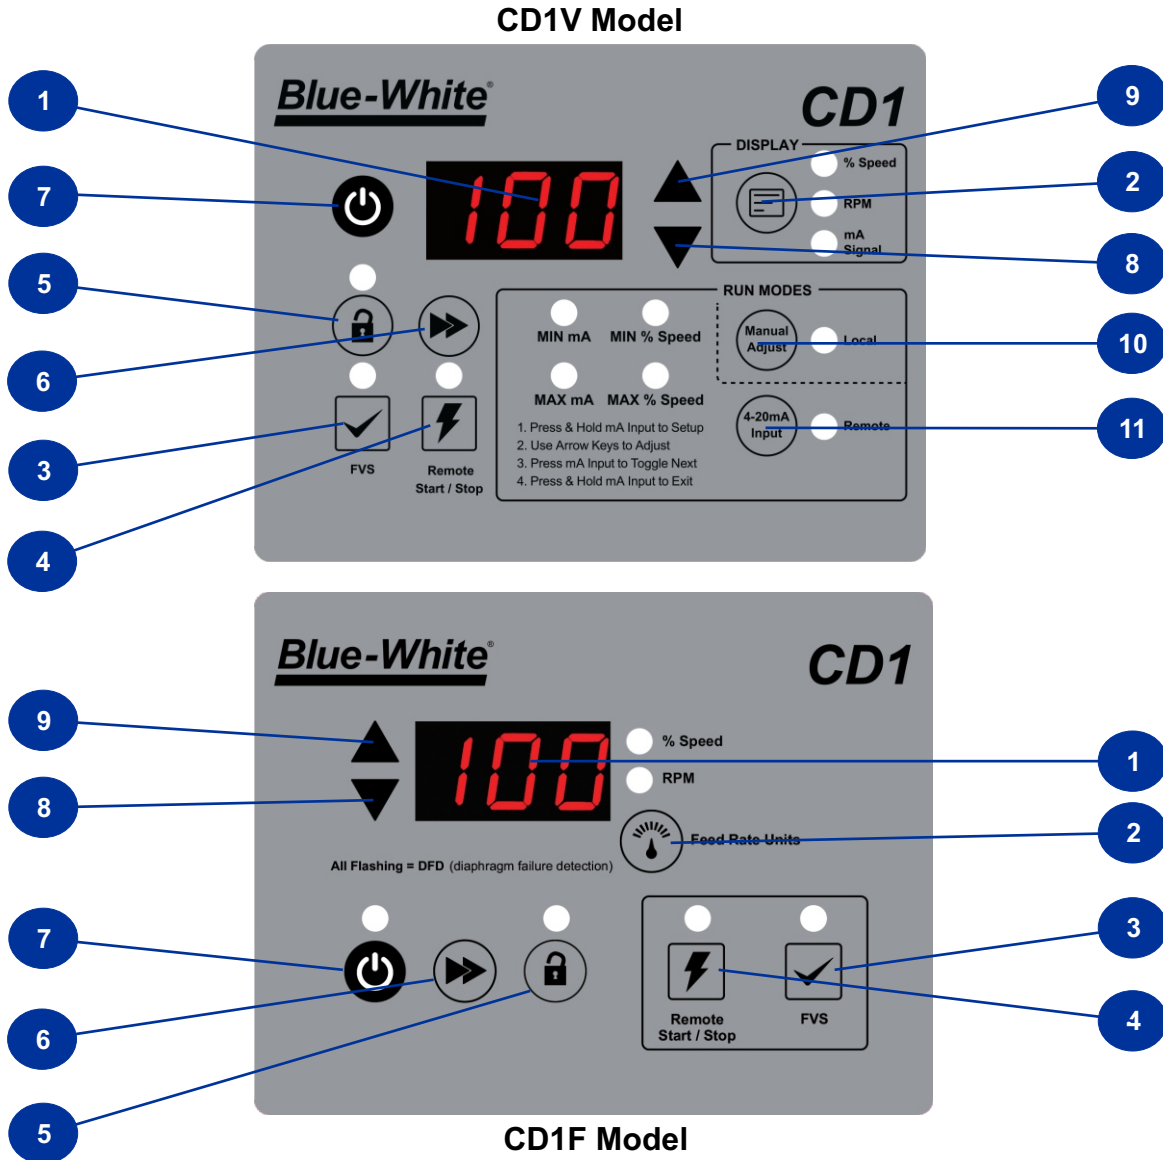 CD1V Model
Blue-White®
CD1
1
9
7
100
DISPLAY
% Speed
2
RPM
mA
Signal
5
8
RUN MODES
MIN mA
MIN % Speed
Manual
Adjust
Local
10
6
MAX mA
MAX % Speed
1. Press & Hold mA Input to Setup
2. Use Arrow Keys to Adjust
3. Press mA Input to Toggle Next
4. Press & Hold mA Input to Exit
4-20mA
Input
Remote
11
3
FVS
Remote
Start / Stop
4
Blue-White®
CD1
9
100
% Speed
1
8
RPM
Feed Rate Units
2
All Flashing = DFD (diaphragm failure detection)
7
3
6
Remote
Start / Stop
FVS
4
5
CD1F Model